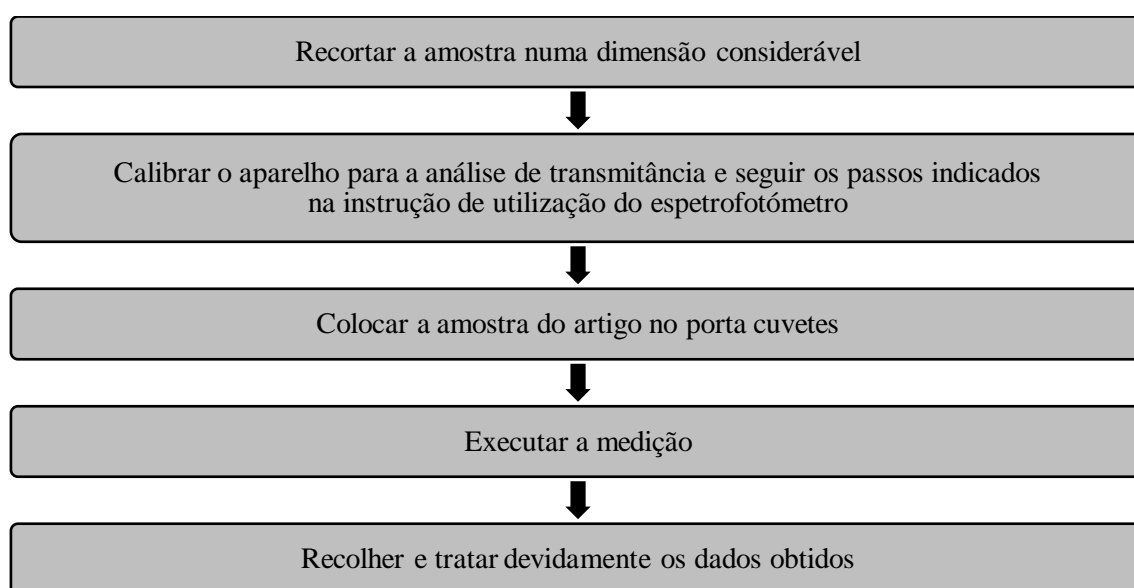 Recortar a amostra numa dimensão considerável
Calibrar o aparelho para a análise de transmitância e seguir os passos indicados
na instrução de utilização do espetrofotómetro
Colocar a amostra do artigo no porta cuvetes
Executar a medição
Recolher e tratar devidamente os dados obtidos